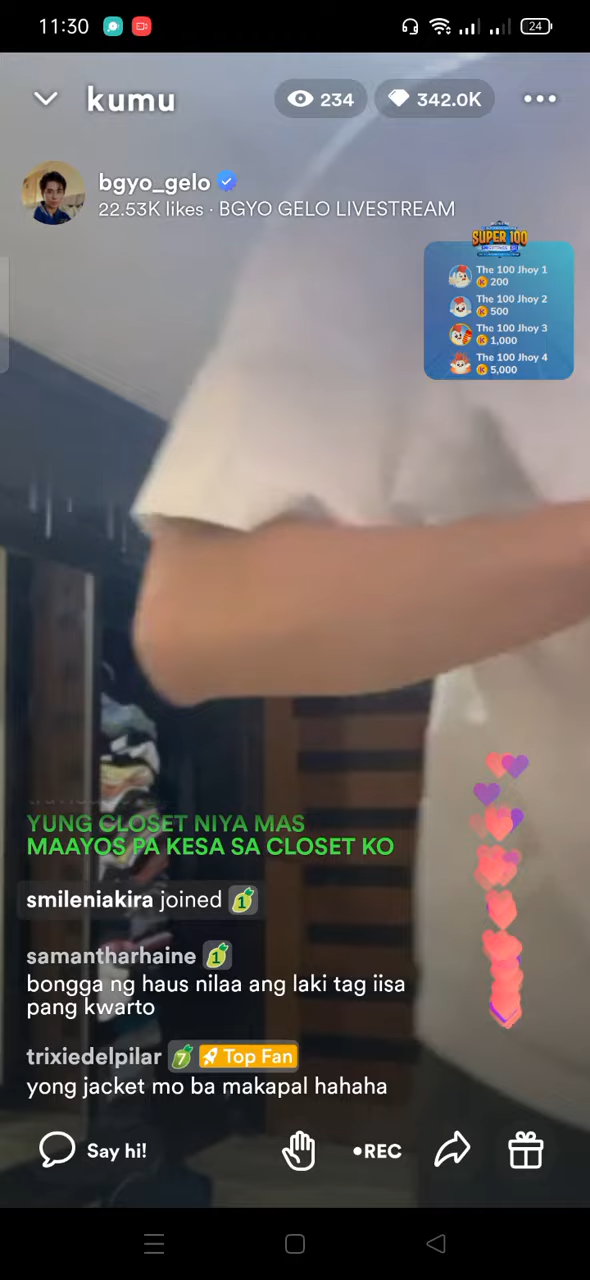 11:30
24
kumu
234
342.0K
bgyo_gelo
22.53K likes · BGYO GELO LIVESTREAM
SUPER 100
The 100 Jhoy 1
K 200
The 100 Jhoy 2
K 500
The 100 Jhoy 3
K 1,000
The 100 Jhoy 4
K 5,000
YUNG CLOSET NIYA MAS
MAAYOS PA KESA SA CLOSET KO
smileniakira joined 1
samantharhaine 1
bongga ng haus nilaa ang laki tag iisa
pang kwarto
trixiedelpilar 7 Top Fan
yong jacket mo ba makapal hahaha
Say hi!
•REC